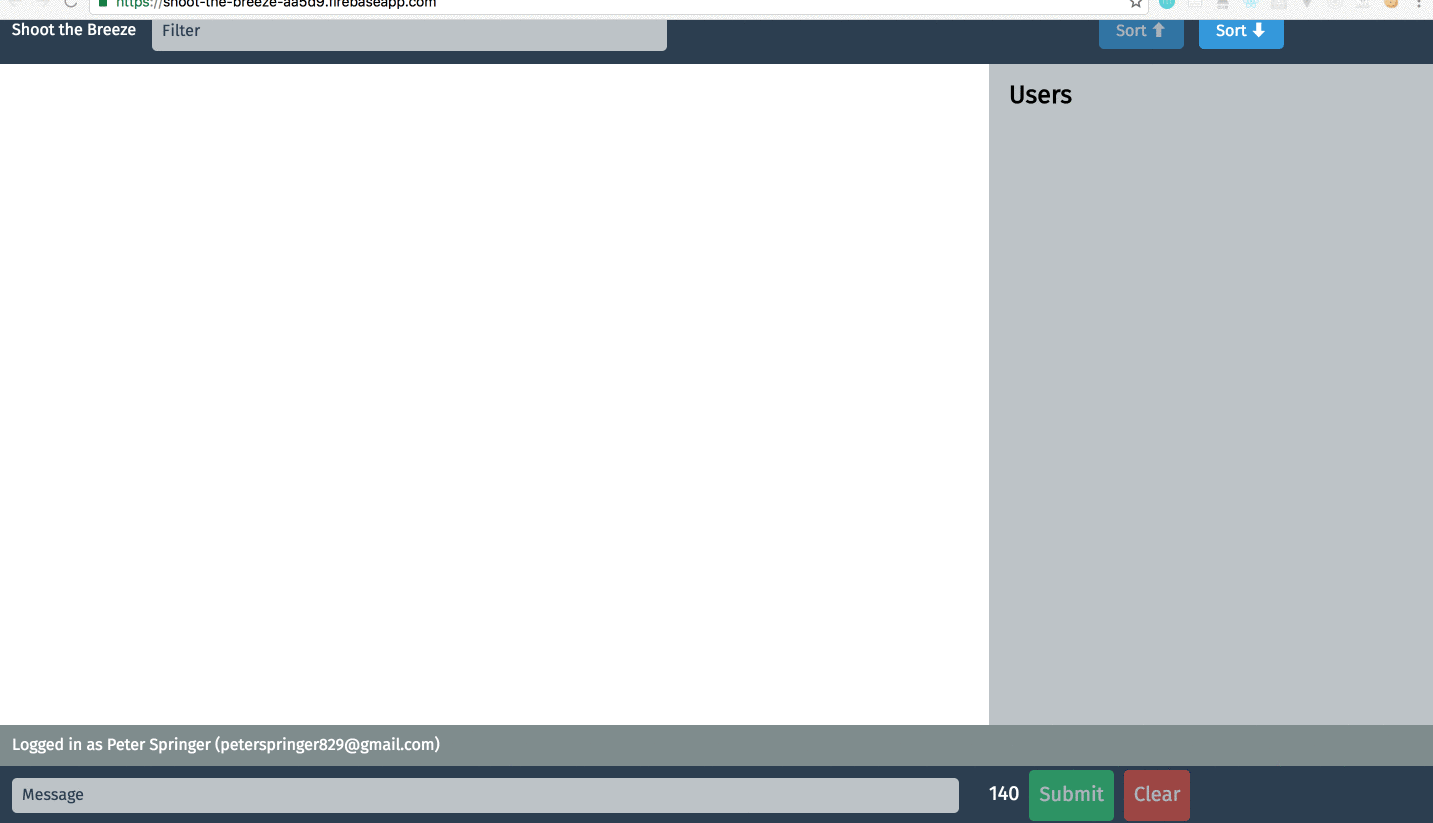 https://shoot-the-breeze-aa5d9.firebaseapp.com
Shoot the Breeze Filter Sort Sort
Users
Logged in as Peter Springer (peterspringer829@gmail.com)
Message 140 Submit Clear